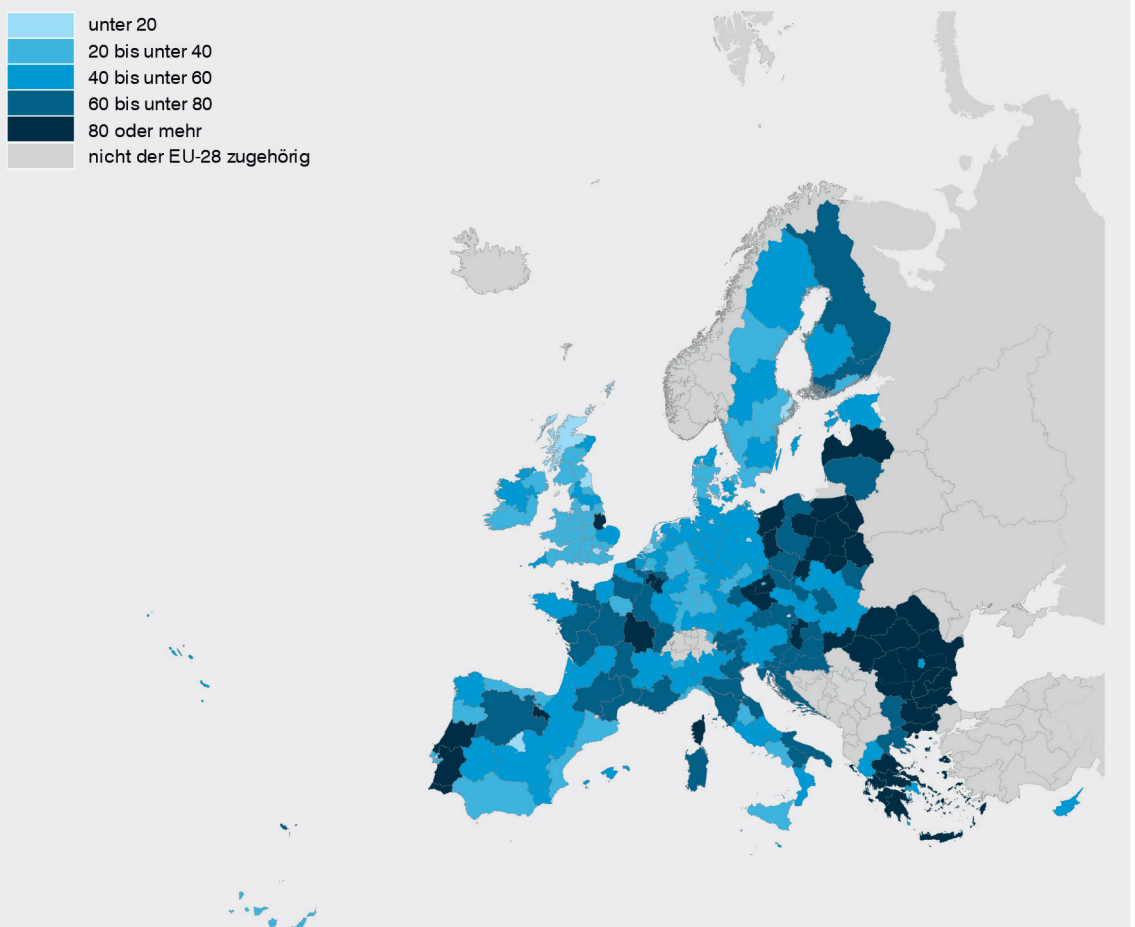 unter 20
20 bis unter 40
40 bis unter 60
60 bis unter 80
80 oder mehr
nicht der EU-28 zugehörig